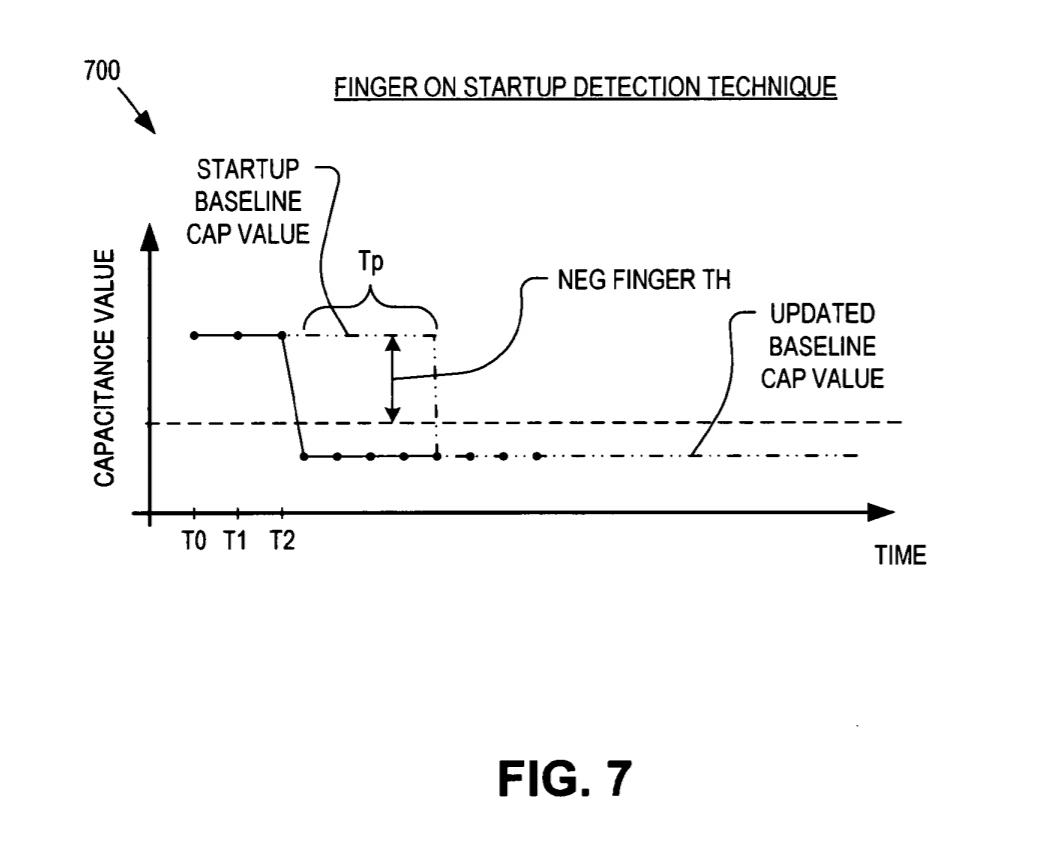 700
FINGER ON STARTUP DETECTION TECHNIQUE
STARTUP
BASELINE
CAP VALUE
Tp
NEG FINGER TH
UPDATED
BASELINE
CAP VALUE
CAPACITANCE VALUE
T0 T1 T2
TIME
FIG. 7